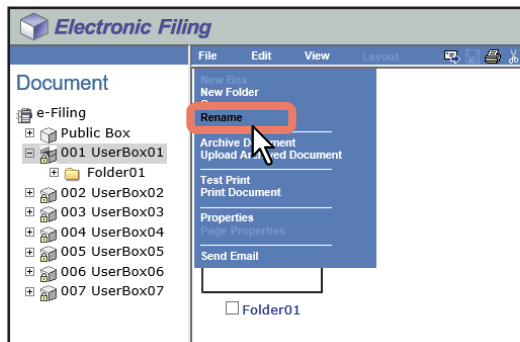 Electronic Filing
File Edit View Layout
Document
e-Filing
Public Box
001 UserBox01
Folder01
002 UserBox02
003 UserBox03
004 UserBox04
005 UserBox05
006 UserBox06
007 UserBox07
New Box
New Folder
Rename
Archive Document
Upload Archived Document
Test Print
Print Document
Properties
Page Properties
Send Email
Folder01